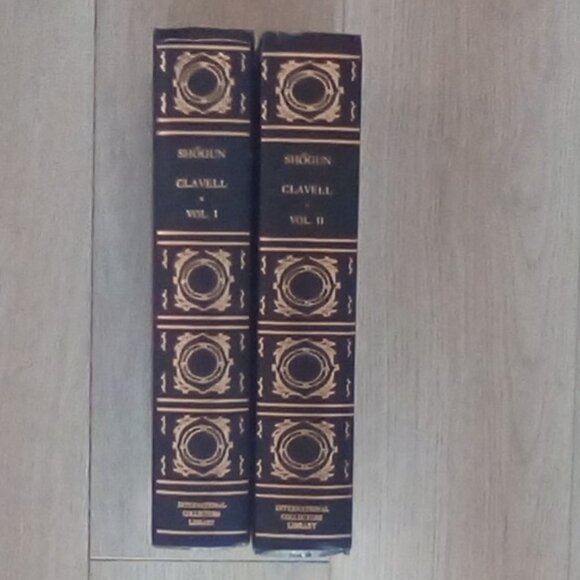 SHŌGUN
CLAVELL
VOL. I
INTERNATIONAL
COLLECTORS
LIBRARY
SHŌGUN
CLAVELL
VOL. II
INTERNATIONAL
COLLECTORS
LIBRARY